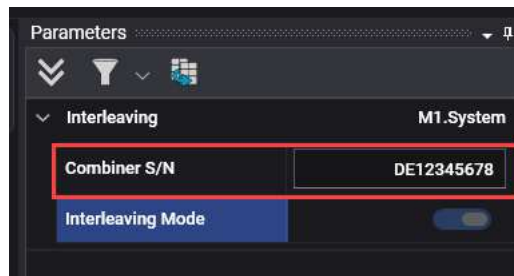 Parameters
Interleaving M1.System
Combiner S/N DE12345678
Interleaving Mode